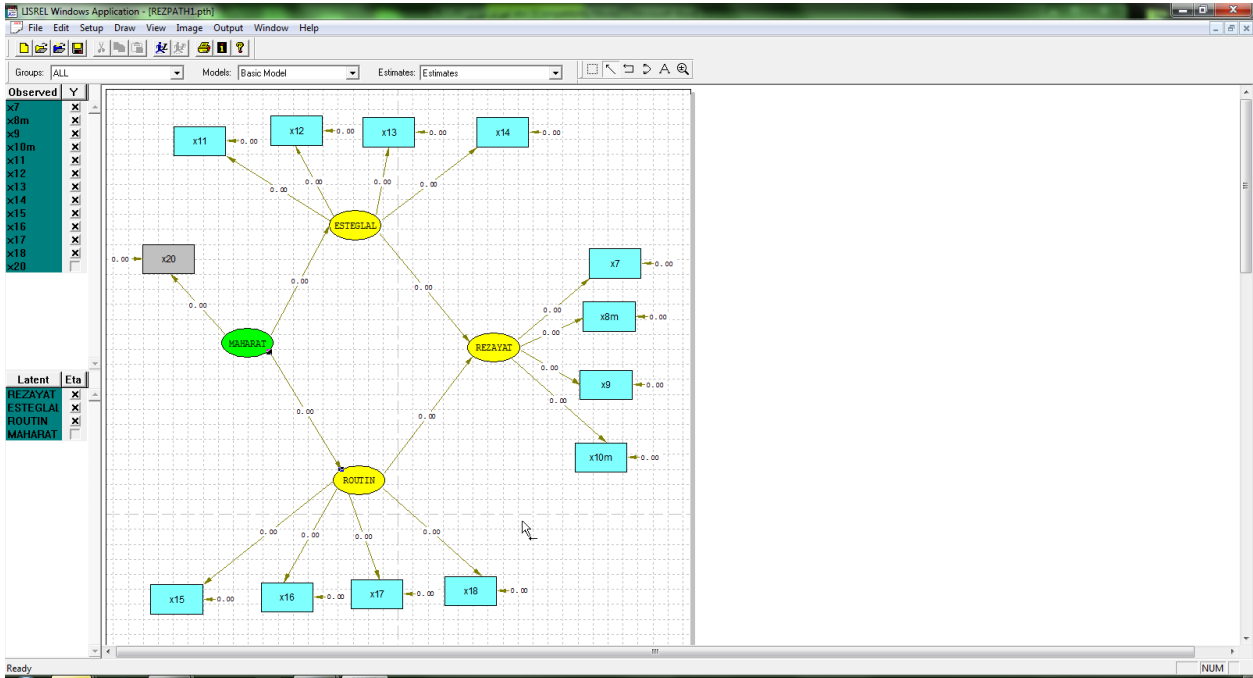 LISREL Windows Application - [REZPATH1.pth]
File Edit Setup Draw View Image Output Window Help
Groups: ALL Models: Basic Model Estimates: Estimates
Observed Y
x7
x8m
x9
x10m
x11
x12
x13
x14
x15
x16
x17
x18
x20
Latent Eta
REZAYAT
ESTEGLAL
ROUTIN
MAHARAT
x11 0.00
x12 0.00
x13 0.00
x14 0.00
0.00 0.00 0.00 0.00
ESTEGLAL
0.00 x20
0.00
0.00
0.00
MAHARAT
REZAYAT
x7 0.00
0.00
x8m 0.00
0.00
0.00
x9 0.00
0.00
x10m 0.00
0.00
0.00
ROUTIN
0.00 0.00 0.00 0.00
x15 0.00
x16 0.00
x17 0.00
x18 0.00
Ready
NUM